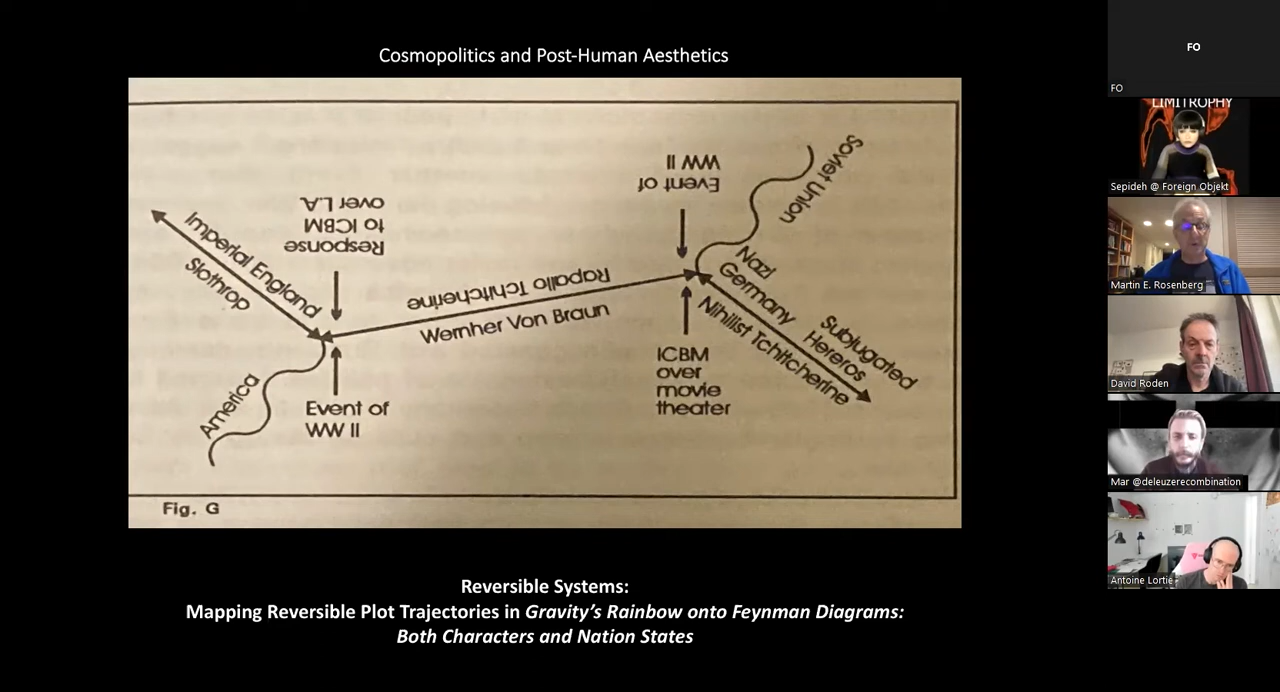 Cosmopolitics and Post-Human Aesthetics
Imperial England
Slothrop
Response
to ICBM
over L.A.
America
Event of
WW II
Rapallo Tchitcherine
Wernher Von Braun
Event of
WW II
Soviet Union
Nazi
Germany
Nihilist Tchitcherine
Subjugated
Hereros
ICBM
over
movie
theater
Fig. G
Reversible Systems:
Mapping Reversible Plot Trajectories in Gravity's Rainbow onto Feynman Diagrams:
Both Characters and Nation States
FO
FO
LIMITROPHY
Sepideh @ Foreign Objekt
Martin E. Rosenberg
David Roden
Mar @deleuzerecombination
Antoine Lortie